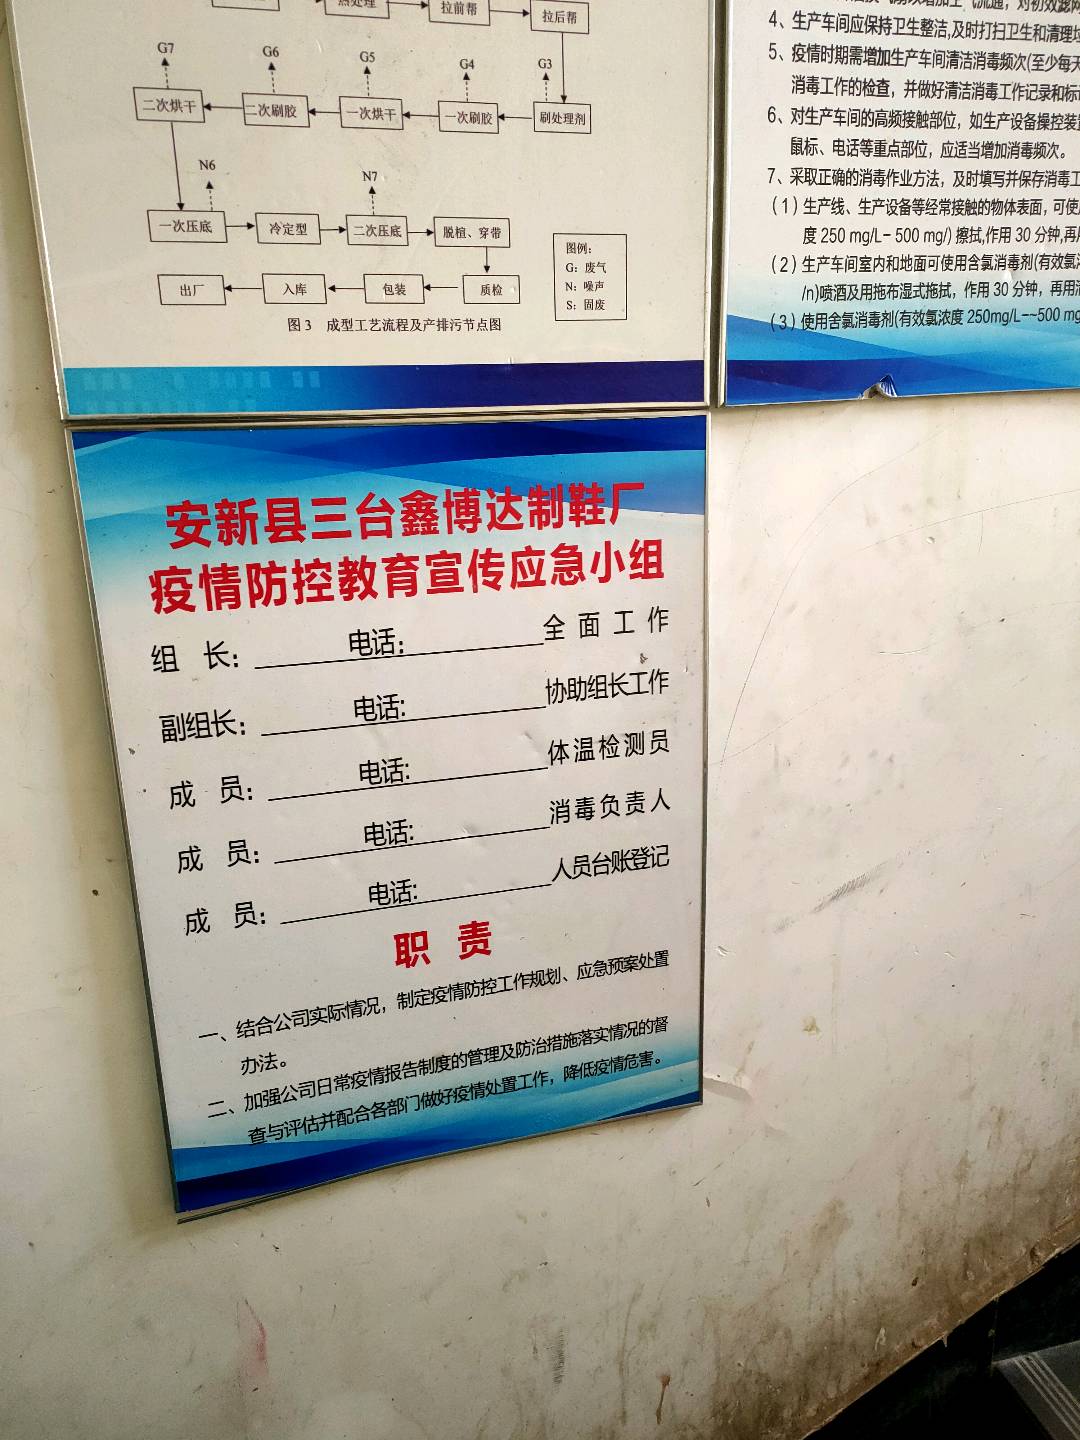 热处理
拉前帮
拉后帮
G7
G6
G5
G4
G3
二次烘干
二次刷胶
一次烘干
一次刷胶
刷处理剂
N6
N7
一次压底
冷定型
二次压底
脱楦、穿带
出厂
入库
包装
质检
图例:
G: 废气
N: 噪声
S: 固废
图 3 成型工艺流程及产排污节点图
4、生产车间应保持卫生整洁,及时打扫卫生和清理垃
5、疫情时期需增加生产车间清洁消毒频次(至少每天
消毒工作的检查，并做好清洁消毒工作记录和标
6、对生产车间的高频接触部位，如生产设备操控装置
鼠标、电话等重点部位，应适当增加消毒频次。
7、采取正确的消毒作业方法，及时填写并保存消毒工
(1) 生产线、生产设备等经常接触的物体表面，可使
度 250 mg/L- 500 mg/) 擦拭,作用 30 分钟,再
(2) 生产车间室内和地面可使用含氯消毒剂(有效氯
/n)喷洒及用拖布湿式拖拭，作用 30 分钟，再用清
(3) 使用含氯消毒剂(有效氯浓度 250mg/L--500 mg
安新县三台鑫博达制鞋厂
疫情防控教育宣传应急小组
组 长: 电话: 全面工作
副组长: 电话: 协助组长工作
成 员: 电话: 体温检测员
成 员: 电话: 消毒负责人
成 员: 电话: 人员台账登记
职 责
一、结合公司实际情况，制定疫情防控工作规划、应急预案处置
办法。
二、加强公司日常疫情报告制度的管理及防治措施落实情况的督
查与评估并配合各部门做好疫情处置工作，降低疫情危害。